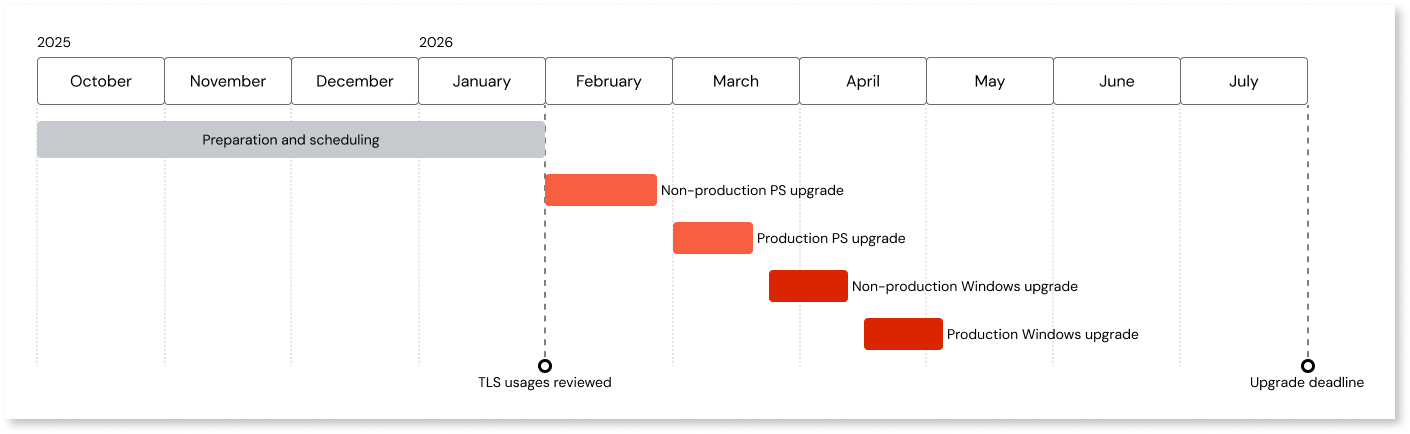 2025
2026
October
November
December
January
February
March
April
May
June
July
Preparation and scheduling
Non-production PS upgrade
Production PS upgrade
Non-production Windows upgrade
Production Windows upgrade
TLS usages reviewed
Upgrade deadline